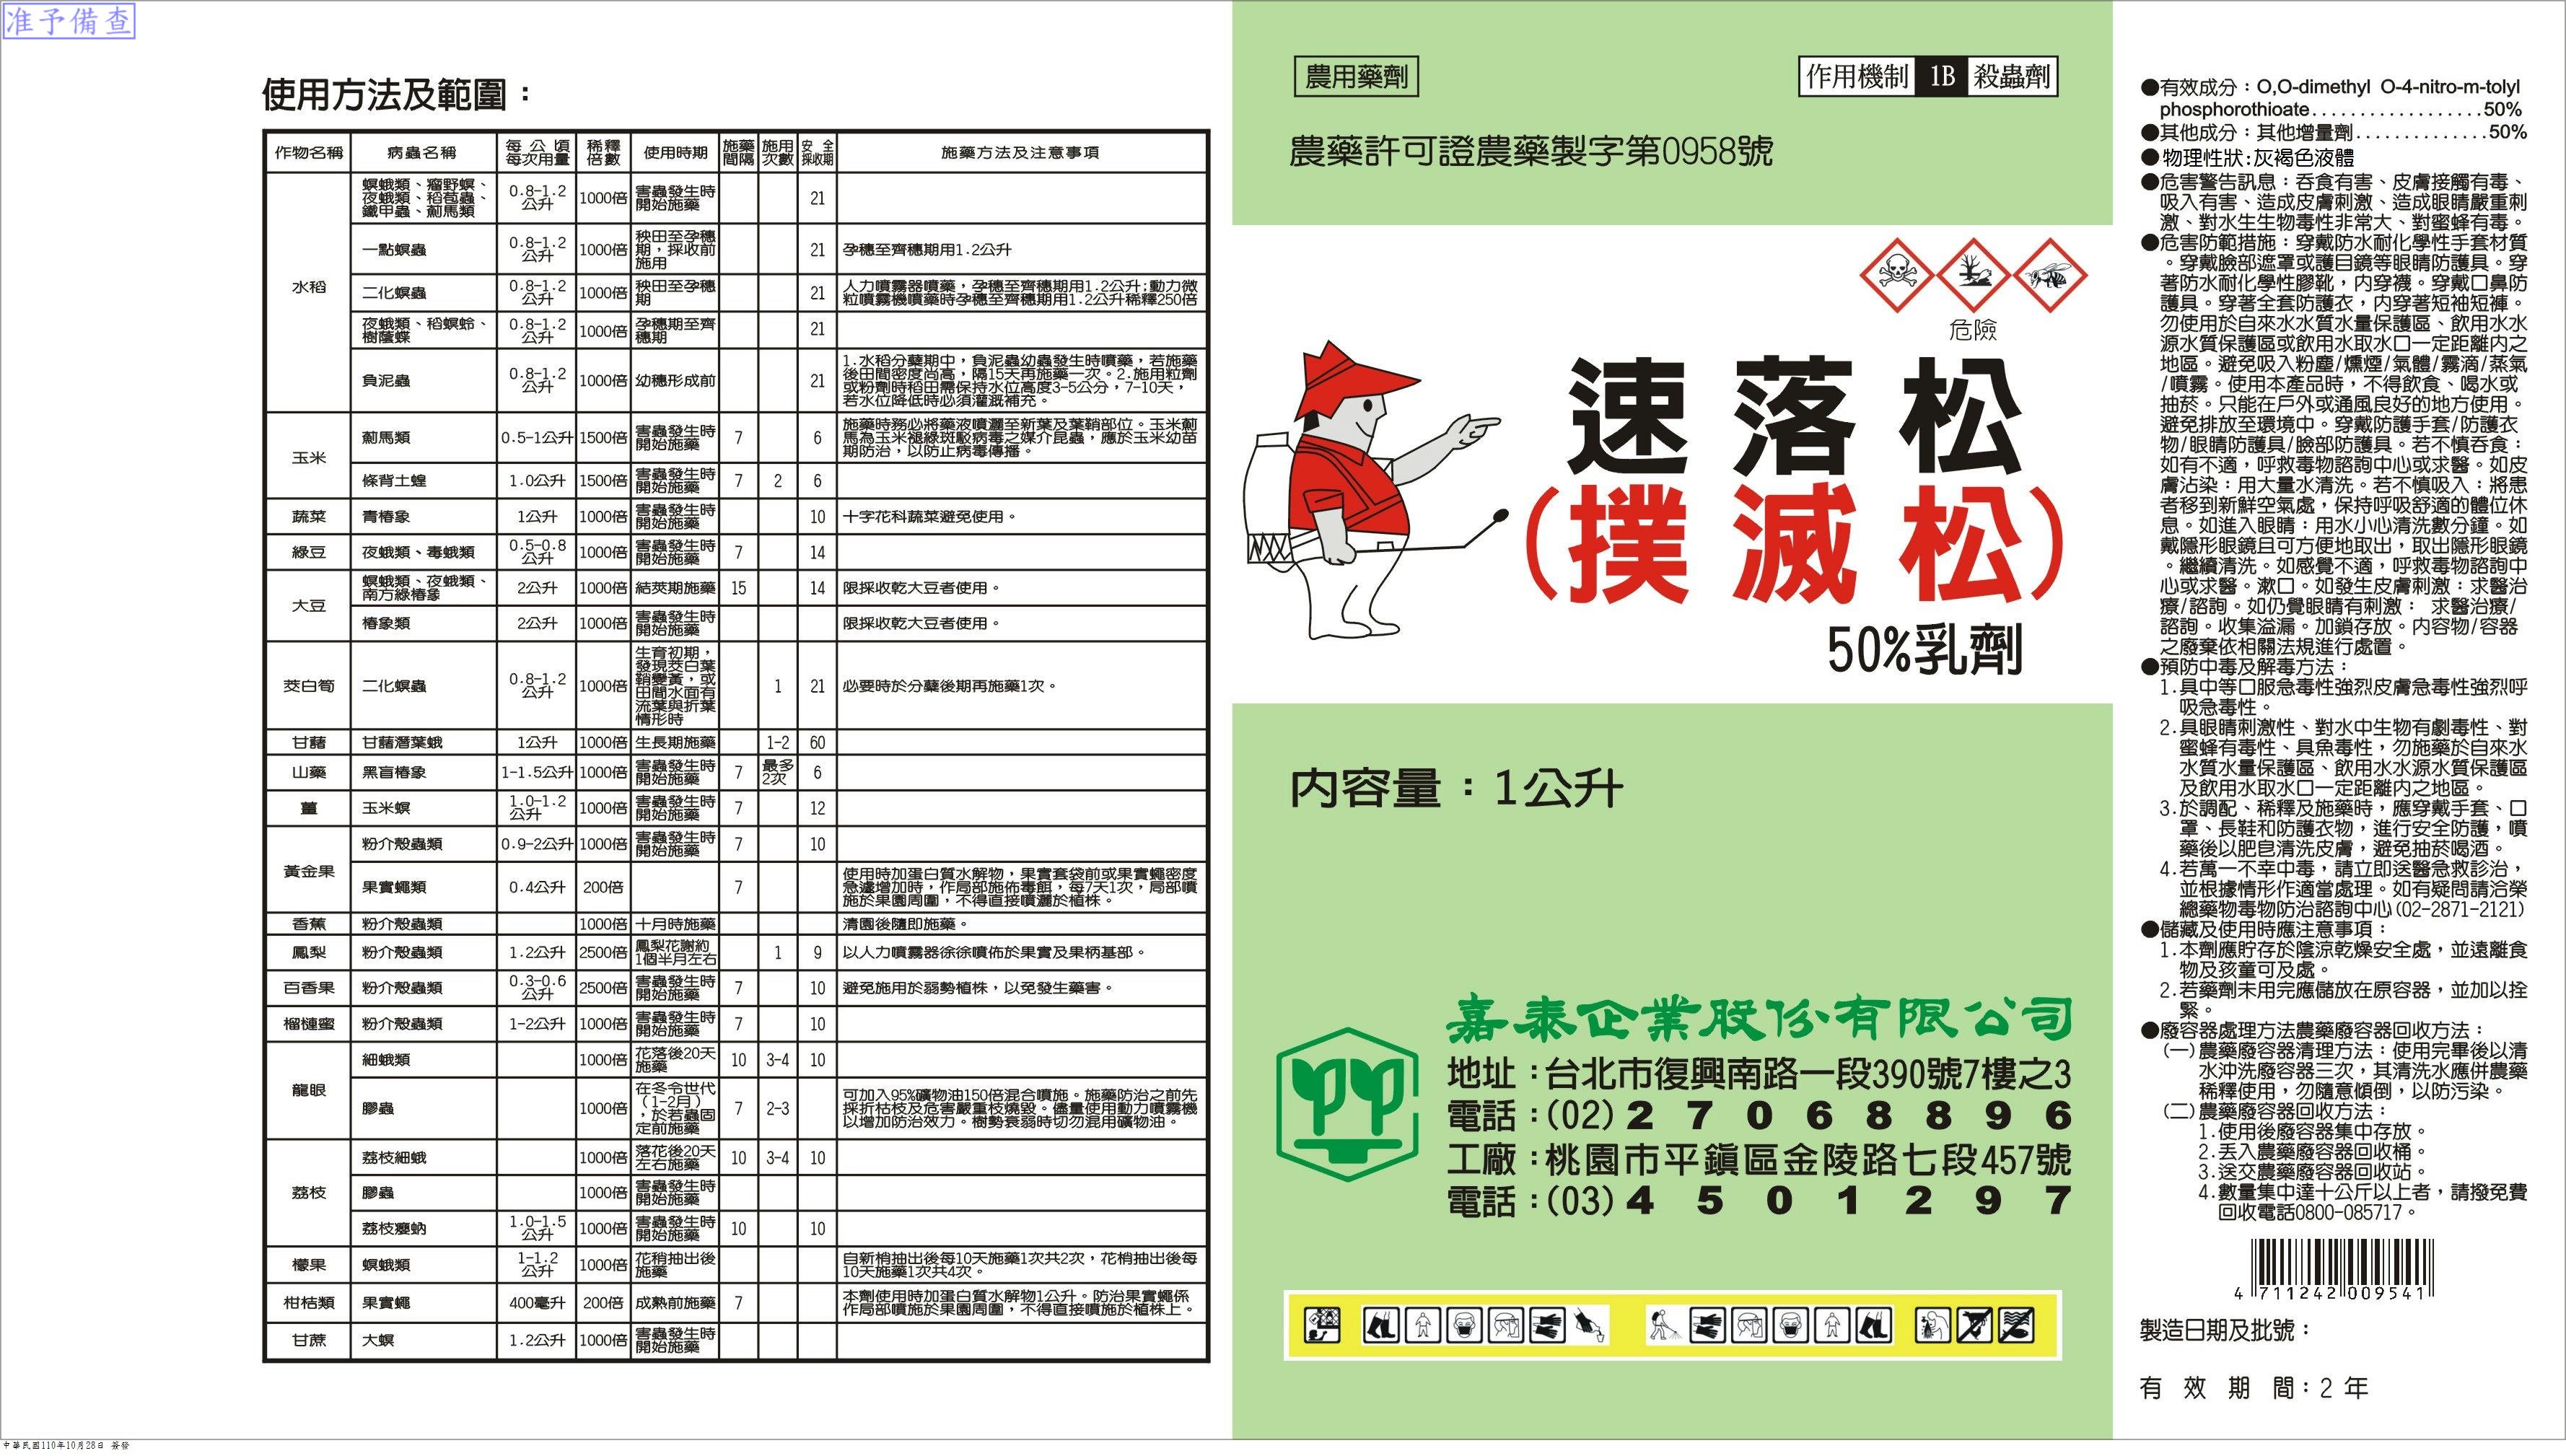 准予備查
使用方法及範圍：
作物名稱 病蟲名稱 每公頃每次用量 稀釋倍數 使用時期 施藥間隔 施用次數 安全採收期 施藥方法及注意事項
水稻 螟蛾類、瘤野螟、夜蛾類、稻苞蟲、鐵甲蟲、薊馬類 0.8-1.2公升 1000倍 害蟲發生時開始施藥 21
一點螟蟲 0.8-1.2公升 1000倍 秧田至孕穗期，採收前施用 21 孕穗至齊穗期用1.2公升
二化螟蟲 0.8-1.2公升 1000倍 秧田至孕穗期 21 人力噴霧器噴藥，孕穗至齊穗期用1.2公升;動力微粒噴霧機噴藥時孕穗至齊穗期用1.2公升稀釋250倍
夜蛾類、稻螟蛉、樹蔭蝶 0.8-1.2公升 1000倍 孕穗期至齊穗期 21
負泥蟲 0.8-1.2公升 1000倍 幼穗形成前 21 1.水稻分蘗期中，負泥蟲幼蟲發生時噴藥，若施藥後田間密度尚高，隔15天再施藥一次。2.施用粒劑或粉劑時稻田需保持水位高度3-5公分，7-10天，若水位降低時必須灌溉補充。
玉米 薊馬類 0.5-1公升 1500倍 害蟲發生時開始施藥 7 6 施藥時務必將藥液噴灑至新葉及葉鞘部位。玉米薊馬為玉米褪綠斑駁病毒之媒介昆蟲，應於玉米幼苗期防治，以防止病毒傳播。
條背土蝗 1.0公升 1500倍 害蟲發生時開始施藥 7 2 6
蔬菜 青椿象 1公升 1000倍 害蟲發生時開始施藥 10 十字花科蔬菜避免使用。
綠豆 夜蛾類、毒蛾類 0.5-0.8公升 1000倍 害蟲發生時開始施藥 7 14
大豆 螟蛾類、夜蛾類、南方綠椿象 2公升 1000倍 結莢期施藥 15 14 限採收乾大豆者使用。
椿象類 2公升 1000倍 害蟲發生時開始施藥 限採收乾大豆者使用。
茭白筍 二化螟蟲 0.8-1.2公升 1000倍 生育初期，發現茭白葉鞘變黃，或田間水面有流葉與折葉情形時 1 21 必要時於分蘗後期再施藥1次。
甘藷 甘藷潛葉蛾 1公升 1000倍 生長期施藥 1-2 60
山藥 黑盲椿象 1-1.5公升 1000倍 害蟲發生時開始施藥 7 最多2次 6
薑 玉米螟 1.0-1.2公升 1000倍 害蟲發生時開始施藥 7 12
黃金果 粉介殼蟲類 0.9-2公升 1000倍 害蟲發生時開始施藥 7 10
果實蠅類 0.4公升 200倍 7 使用時加蛋白質水解物，果實套袋前或果實蠅密度急遽增加時，作局部施佈毒餌，每7天1次，局部噴施於果園周圍，不得直接噴灑於植株。
香蕉 粉介殼蟲類 1000倍 十月時施藥 清園後隨即施藥。
鳳梨 粉介殼蟲類 1.2公升 2500倍 鳳梨花謝約1個半月左右 1 9 以人力噴霧器徐徐噴佈於果實及果柄基部。
百香果 粉介殼蟲類 0.3-0.6公升 2500倍 害蟲發生時開始施藥 7 10 避免施用於弱勢植株，以免發生藥害。
榴槤蜜 粉介殼蟲類 1-2公升 1000倍 害蟲發生時開始施藥 7 10
龍眼 細蛾類 1000倍 花落後20天施藥 10 3-4 10
膠蟲 1000倍 在冬令世代（1-2月），於若蟲固定前施藥 7 2-3 可加入95%礦物油150倍混合噴施。施藥防治之前先採折枯枝及危害嚴重枝燒毀。儘量使用動力噴霧機以增加防治效力。樹勢衰弱時切勿混用礦物油。
荔枝 荔枝細蛾 1000倍 落花後20天左右施藥 10 3-4 10
膠蟲 1000倍 害蟲發生時開始施藥
荔枝癭蚋 1.0-1.5公升 1000倍 害蟲發生時開始施藥 10 10
檬果 螟蛾類 1-1.2公升 1000倍 花稍抽出後施藥 自新梢抽出後每10天施藥1次共2次，花梢抽出後每10天施藥1次共4次。
柑桔類 果實蠅 400毫升 200倍 成熟前施藥 7 本劑使用時加蛋白質水解物1公升。防治果實蠅係作局部噴施於果園周圍，不得直接噴施於植株上。
甘蔗 大螟 1.2公升 1000倍 害蟲發生時開始施藥
農用藥劑
作用機制 1B 殺蟲劑
農藥許可證農藥製字第0958號
危險
速落松
(撲滅松)
50%乳劑
內容量：1公升
嘉泰企業股份有限公司
地址：台北市復興南路一段390號7樓之3
電話：(02)27068896
工廠：桃園市平鎮區金陵路七段457號
電話：(03)4501297
●有效成分：O,O-dimethyl O-4-nitro-m-tolyl
phosphorothioate.................50%
●其他成分：其他增量劑..............50%
●物理性狀:灰褐色液體
●危害警告訊息：吞食有害、皮膚接觸有毒、
吸入有害、造成皮膚刺激、造成眼睛嚴重刺
激、對水生生物毒性非常大、對蜜蜂有毒。
●危害防範措施：穿戴防水耐化學性手套材質
。穿戴臉部遮罩或護目鏡等眼睛防護具。穿
著防水耐化學性膠靴，內穿襪。穿戴口鼻防
護具。穿著全套防護衣，內穿著短袖短褲。
勿使用於自來水水質水量保護區、飲用水水
源水質保護區或飲用水取水口一定距離內之
地區。避免吸入粉塵/燻煙/氣體/霧滴/蒸氣
/噴霧。使用本產品時，不得飲食、喝水或
抽菸。只能在戶外或通風良好的地方使用。
避免排放至環境中。穿戴防護手套/防護衣
物/眼睛防護具/臉部防護具。若不慎吞食：
如有不適，呼救毒物諮詢中心或求醫。如皮
膚沾染：用大量水清洗。若不慎吸入：將患
者移到新鮮空氣處，保持呼吸舒適的體位休
息。如進入眼睛：用水小心清洗數分鐘。如
戴隱形眼鏡且可方便地取出，取出隱形眼鏡
。繼續清洗。如感覺不適，呼救毒物諮詢中
心或求醫。漱口。如發生皮膚刺激：求醫治
療/諮詢。如仍覺眼睛有刺激： 求醫治療/
諮詢。收集溢漏。加鎖存放。內容物/容器
之廢棄依相關法規進行處置。
●預防中毒及解毒方法：
1.具中等口服急毒性強烈皮膚急毒性強烈呼
吸急毒性。
2.具眼睛刺激性、對水中生物有劇毒性、對
蜜蜂有毒性、具魚毒性，勿施藥於自來水
水質水量保護區、飲用水水源水質保護區
及飲用水取水口一定距離內之地區。
3.於調配、稀釋及施藥時，應穿戴手套、口
罩、長鞋和防護衣物，進行安全防護，噴
藥後以肥皂清洗皮膚，避免抽菸喝酒。
4.若萬一不幸中毒，請立即送醫急救診治，
並根據情形作適當處理。如有疑問請洽榮
總藥物毒物防治諮詢中心(02-2871-2121)
●儲藏及使用時應注意事項：
1.本劑應貯存於陰涼乾燥安全處，並遠離食
物及孩童可及處。
2.若藥劑未用完應儲放在原容器，並加以拴
緊。
●廢容器處理方法農藥廢容器回收方法：
(一)農藥廢容器清理方法：使用完畢後以清
水沖洗廢容器三次，其清洗水應併農藥
稀釋使用，勿隨意傾倒，以防污染。
(二)農藥廢容器回收方法：
1.使用後廢容器集中存放。
2.丟入農藥廢容器回收桶。
3.送交農藥廢容器回收站。
4.數量集中達十公斤以上者，請撥免費
回收電話0800-085717。
4 711242 009541
製造日期及批號：
有效期間：2年
中華民國110年10月28日 簽發